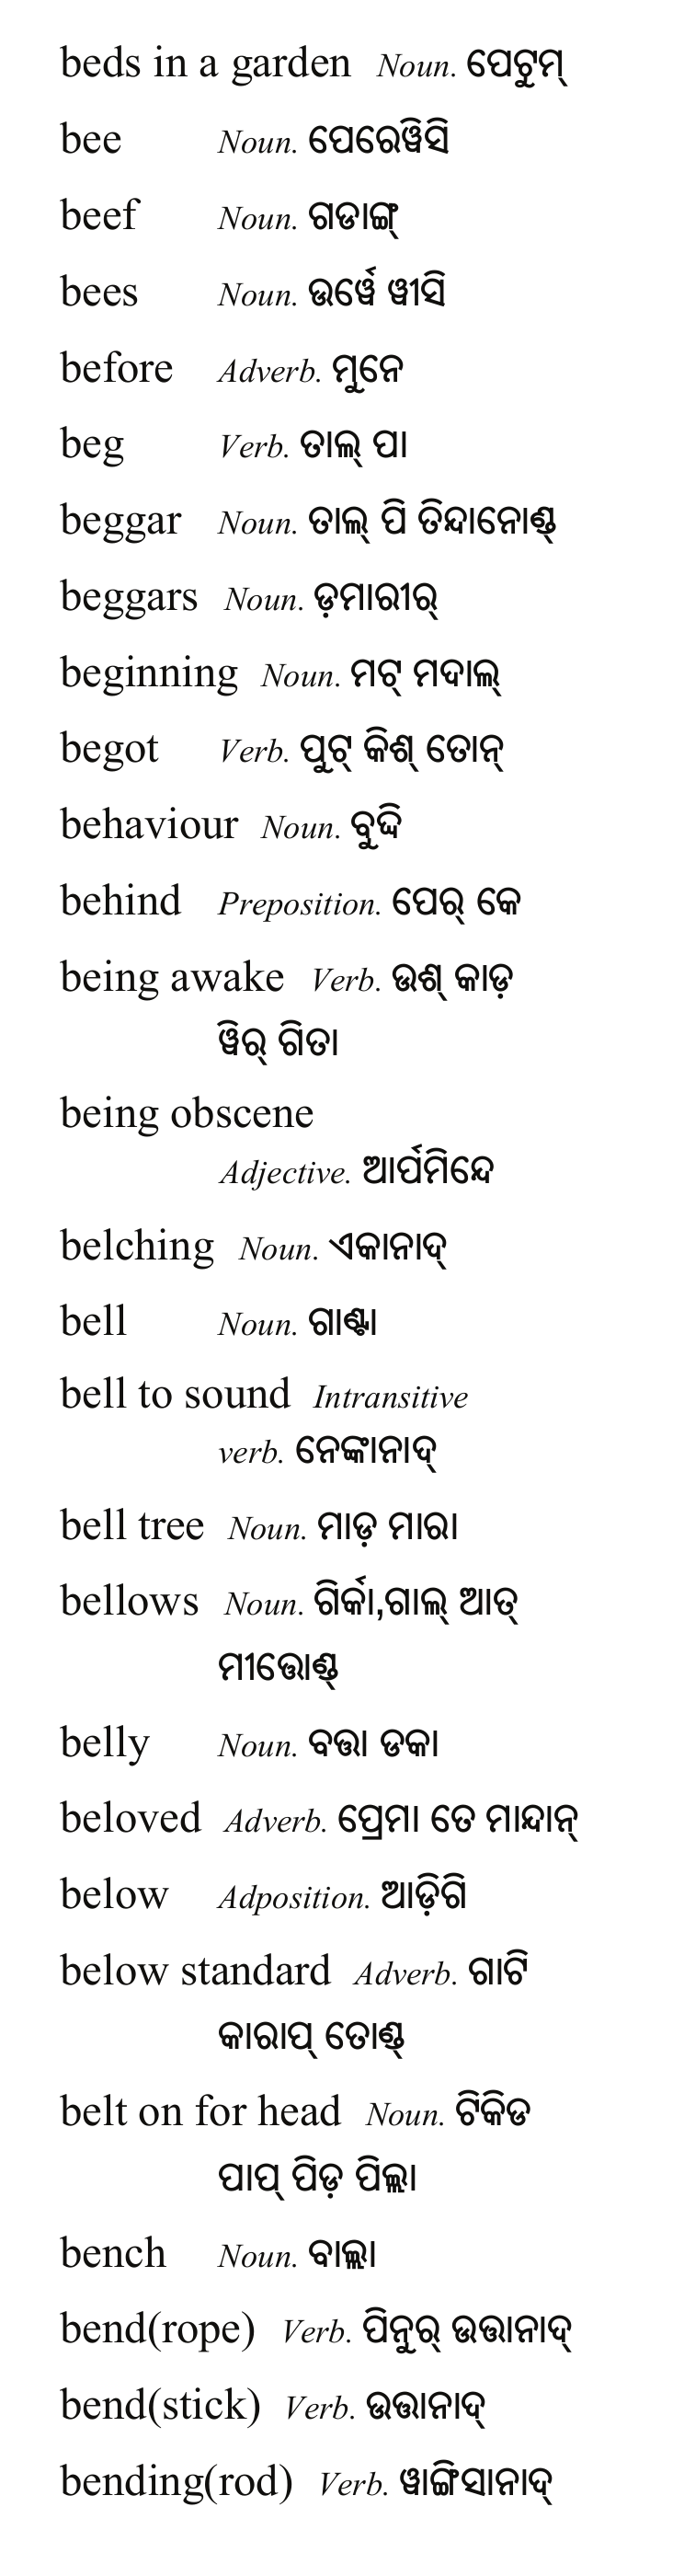 beds in a garden Noun. ପେଟୁମ୍
bee Noun. ପେରେୱିସି
beef Noun. ଗଡାଙ୍ଗ୍
bees Noun. ଉର୍ୱେ ୱୀସି
before Adverb. ମୁନେ
beg Verb. ତାଲ୍ ପା
beggar Noun. ତାଲ୍ ପି ତିନ୍ଦାନୋଣ୍ଡ୍
beggars Noun. ଡ଼ମାରୀର୍
beginning Noun. ମଟ୍ ମଦାଲ୍
begot Verb. ପୁଟ୍ କିଶ୍ ତୋନ୍
behaviour Noun. ବୁଦ୍ଦି
behind Preposition. ପେର୍ କେ
being awake Verb. ଉଶ୍ କାଡ଼
ୱିର୍ ଗିତା
being obscene
Adjective. ଆର୍ପମିନ୍ଦେ
belching Noun. ଏକାନାଦ୍
bell Noun. ଗାଣ୍ଟା
bell to sound Intransitive
verb. ନେଙ୍କାନାଦ୍
bell tree Noun. ମାଡ଼ ମାରା
bellows Noun. ଗିର୍କା,ଗାଲ୍ ଆତ୍
ମୀତ୍ତୋଣ୍ଡ୍
belly Noun. ବତ୍ତା ଡକା
beloved Adverb. ପ୍ରେମା ତେ ମାନ୍ଦାନ୍
below Adposition. ଆଡ଼ିଗି
below standard Adverb. ଗାଟି
କାରାପ୍ ତୋଣ୍ଡ୍
belt on for head Noun. ଟିକିଡ
ପାପ୍ ପିଡ଼ ପିଲ୍ଲା
bench Noun. ବାଲ୍ଲା
bend(rope) Verb. ପିନୁର୍ ଉତ୍ତାନାଦ୍
bend(stick) Verb. ଉତ୍ତାନାଦ୍
bending(rod) Verb. ୱାଙ୍ଗିସାନାଦ୍